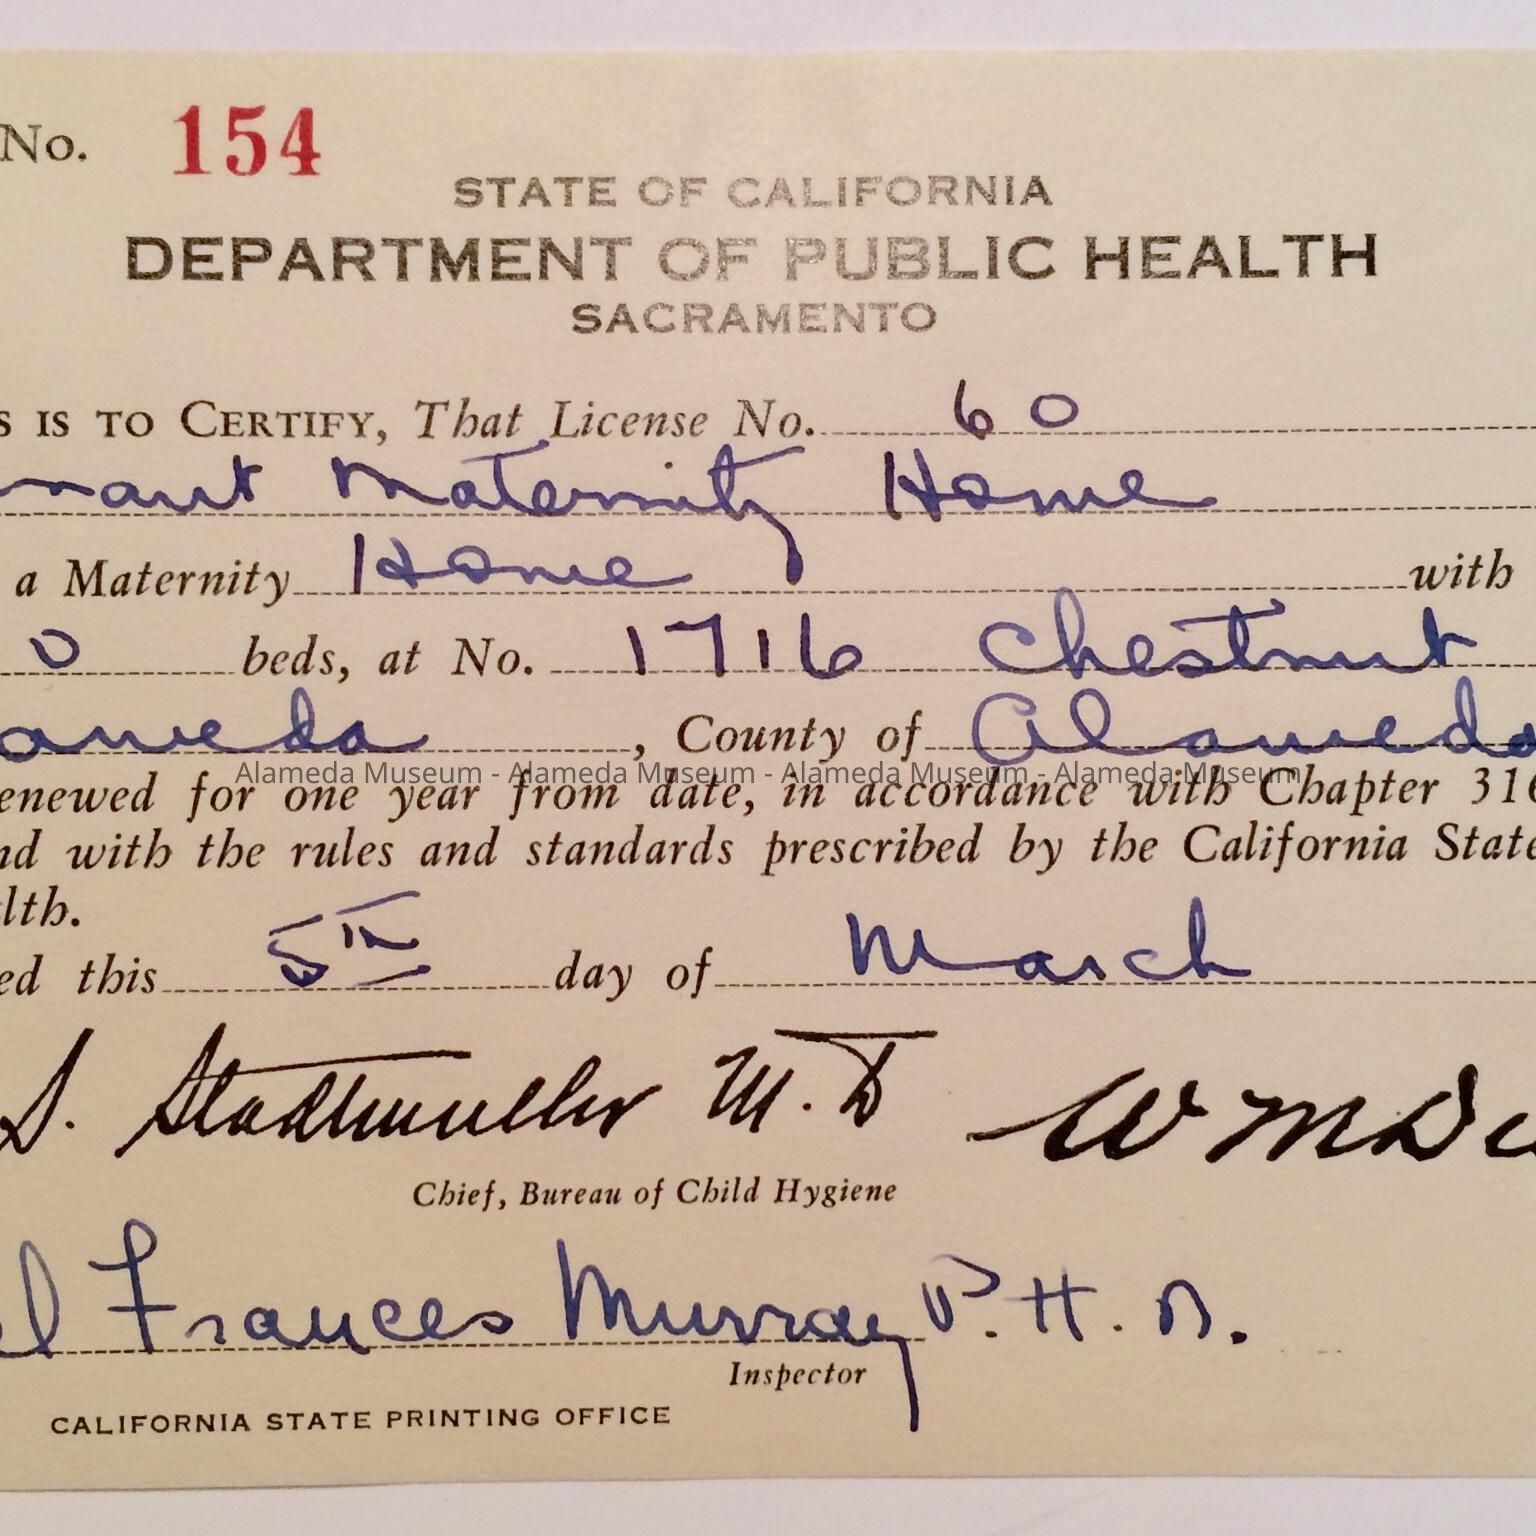 No. 154
STATE OF CALIFORNIA
DEPARTMENT OF PUBLIC HEALTH
SACRAMENTO
S IS TO CERTIFY, That License No. 60
Maternity Home
a Maternity Home with
0 beds, at No. 1716 Chestnut
ameda, County of Alameda
Alameda Museum - Alameda Museum - Alameda Museum - Alameda Museum
enewed for one year from date, in accordance with Chapter 316
nd with the rules and standards prescribed by the California State
lth.
ed this 5TH day of March
S. Stadtmuller M.D
W M
Chief, Bureau of Child Hygiene
Frances Murray P.H.N.
Inspector
CALIFORNIA STATE PRINTING OFFICE